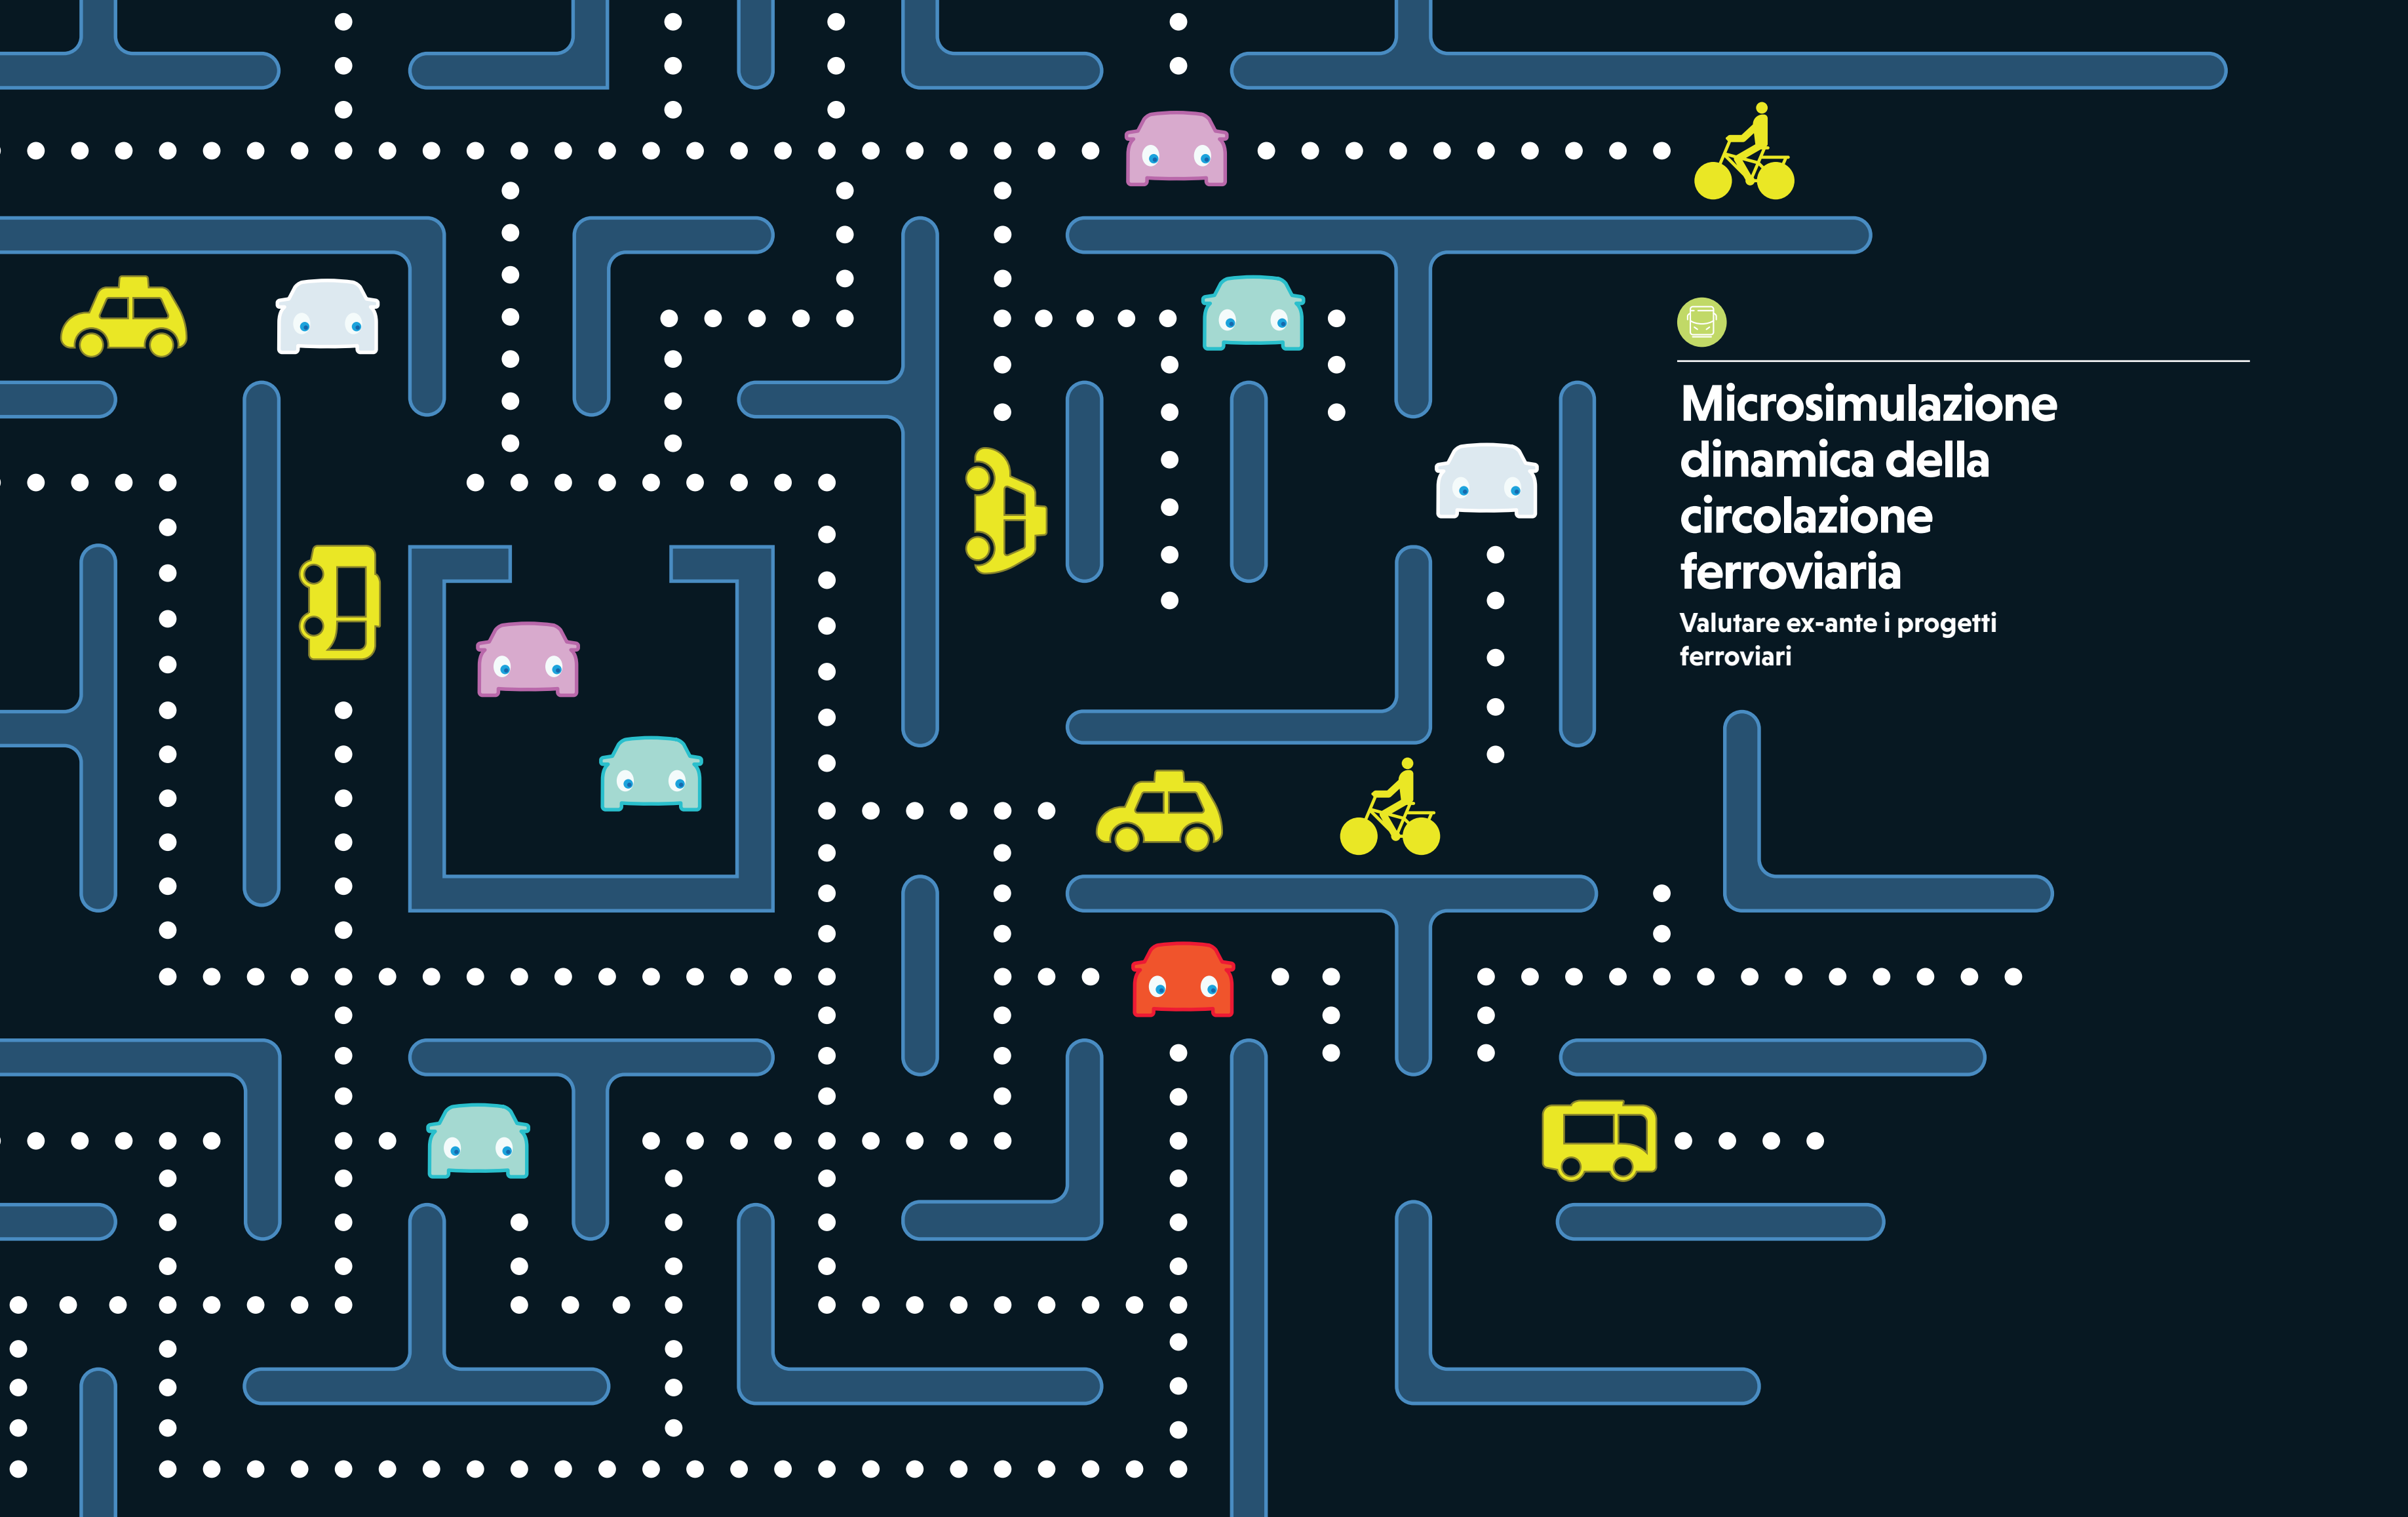 Microsimulazione
dinamica della
circolazione
ferroviaria
Valutare ex-ante i progetti
ferroviari